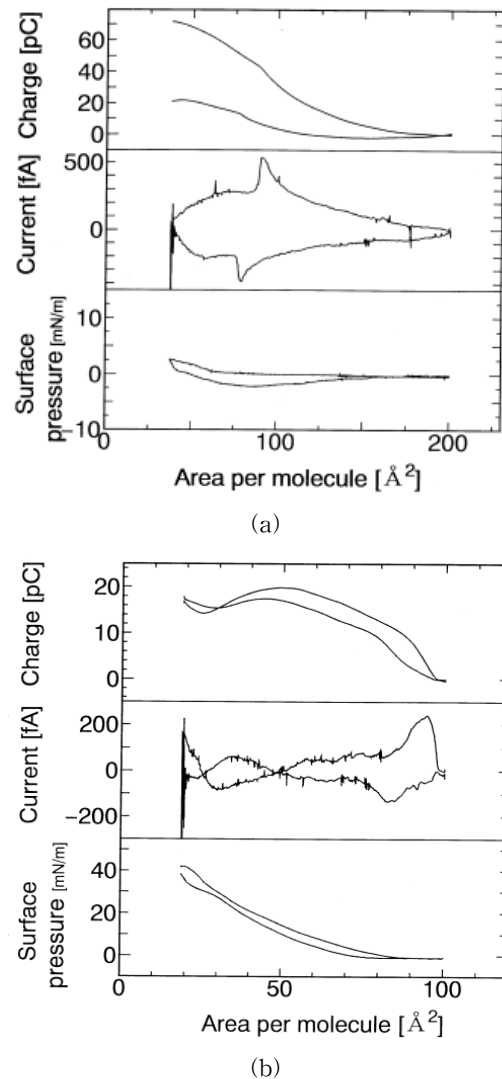 60
40
20
0
Charge [pC]
500
0
Current [fA]
10
0
−10
Surface
pressure [mN/m]
0
100
200
Area per molecule [Å²]
(a)
20
10
0
Charge [pC]
200
0
−200
Current [fA]
40
20
0
Surface
pressure [mN/m]
0
50
100
Area per molecule [Å²]
(b)